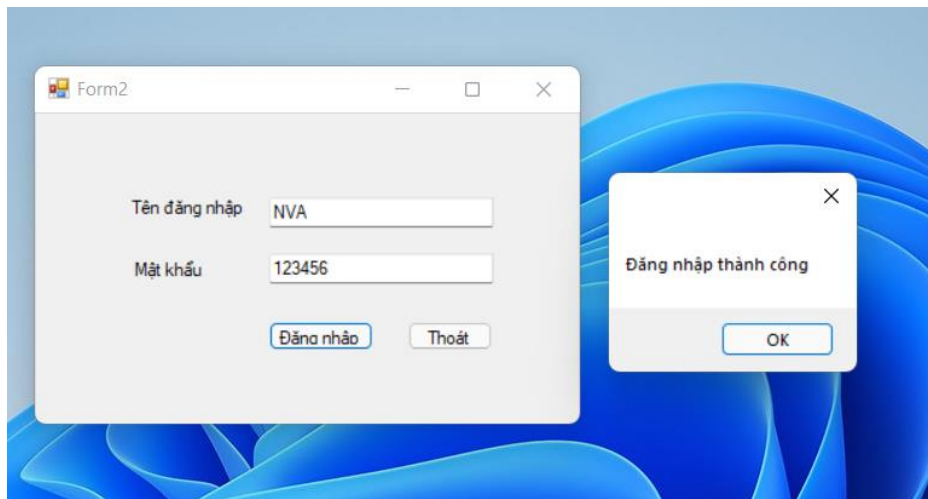 Form2
Tên đăng nhập
NVA
Mật khẩu
123456
Đăng nhập
Thoát
Đăng nhập thành công
OK